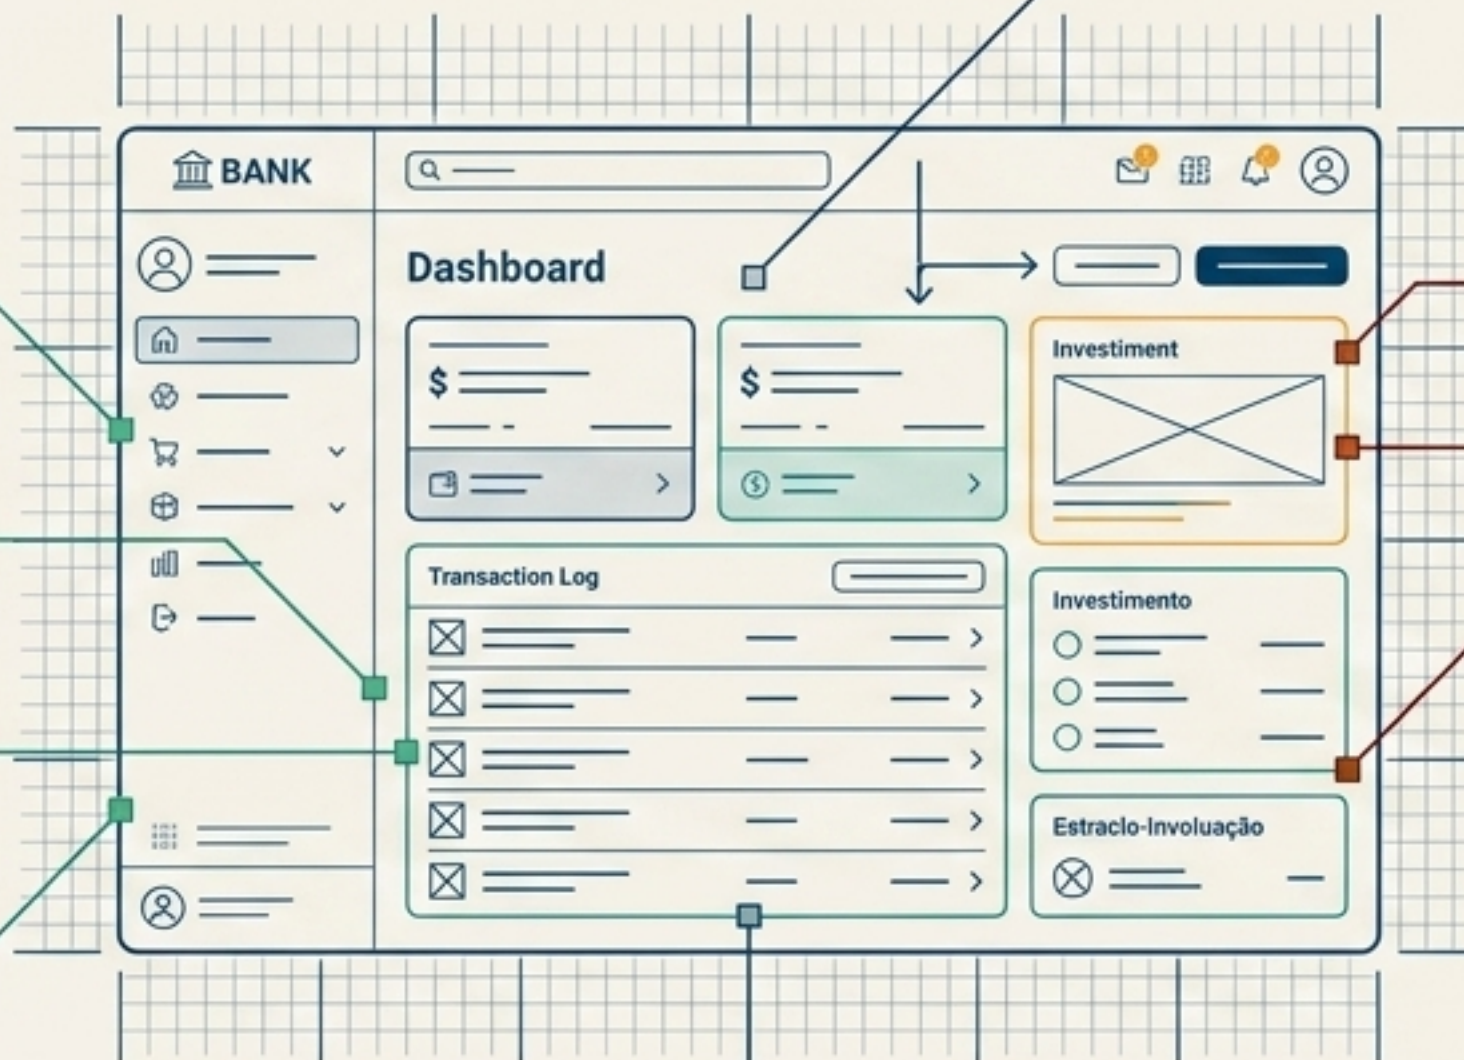 BANK
Dashboard
$
$
Investiment
Transaction Log
Investimento
Estraclo-Involuação